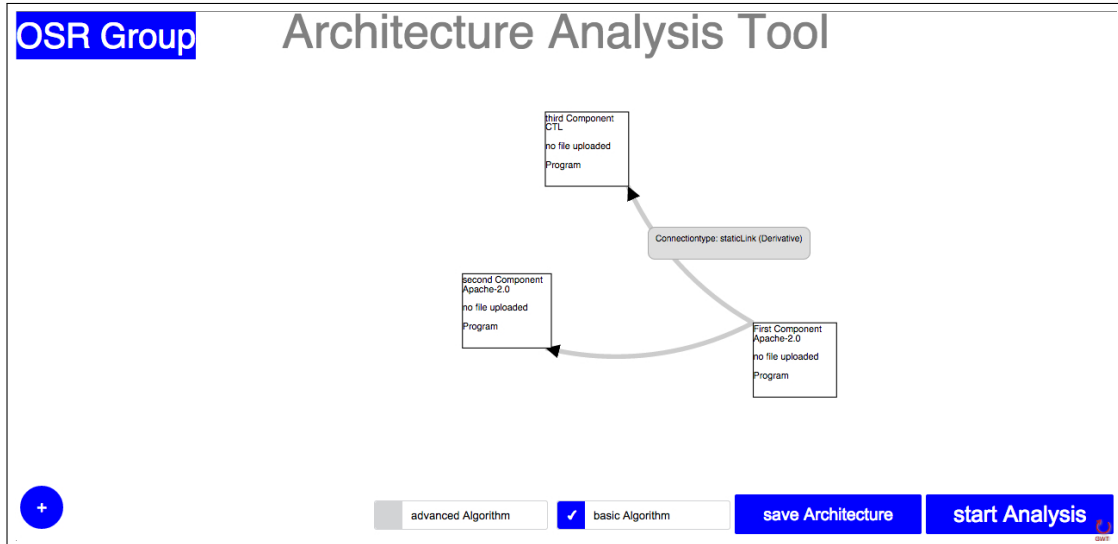 OSR Group
Architecture Analysis Tool
third Component
CTL
no file uploaded
Program
Connectiontype: staticLink (Derivative)
second Component
Apache-2.0
no file uploaded
Program
First Component
Apache-2.0
no file uploaded
Program
+
advanced Algorithm
✓ basic Algorithm
save Architecture
start Analysis
GWT